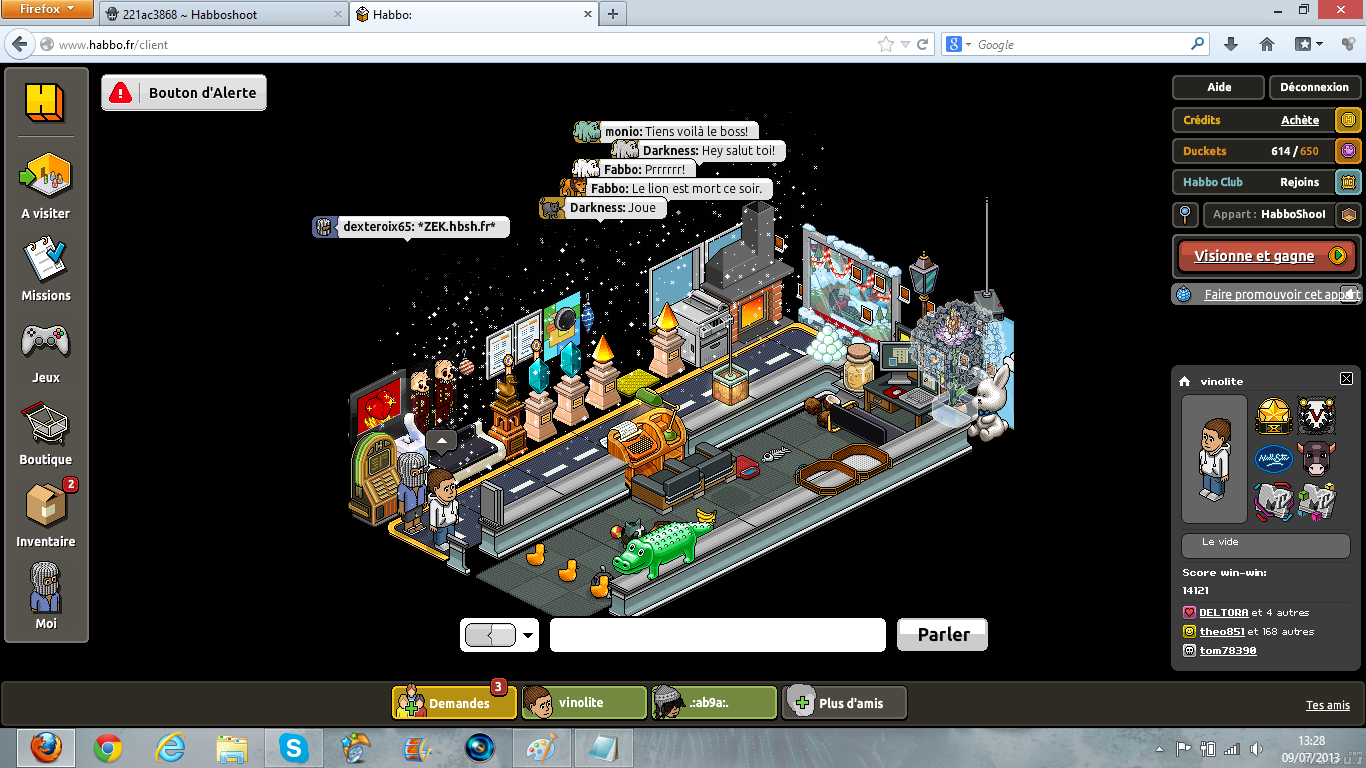 Firefox
221ac3868 ~ Habboshoot
Habbo:
www.habbo.fr/client
Google
Bouton d'Alerte
Aide
Déconnexion
Crédits
Achète
Duckets
614 / 650
Habbo Club
Rejoins
Appart : HabboShoo
Visionne et gagne
Faire promouvoir cet appart
monio: Tiens voilà le boss!
Darkness: Hey salut toi!
Fabbo: Prrrrrr!
Fabbo: Le lion est mort ce soir.
Darkness: Joue
dexteroix65: *ZEK.hbsh.fr*
A visiter
Missions
Jeux
Boutique
2
Inventaire
Moi
vinolite
Le vide
Score win-win:
14121
DELTORA et 4 autres
theo851 et 168 autres
tom78390
Parler
3
Demandes
vinolite
.:ab9a:.
Plus d'amis
Tes amis
13:28
09/07/2013